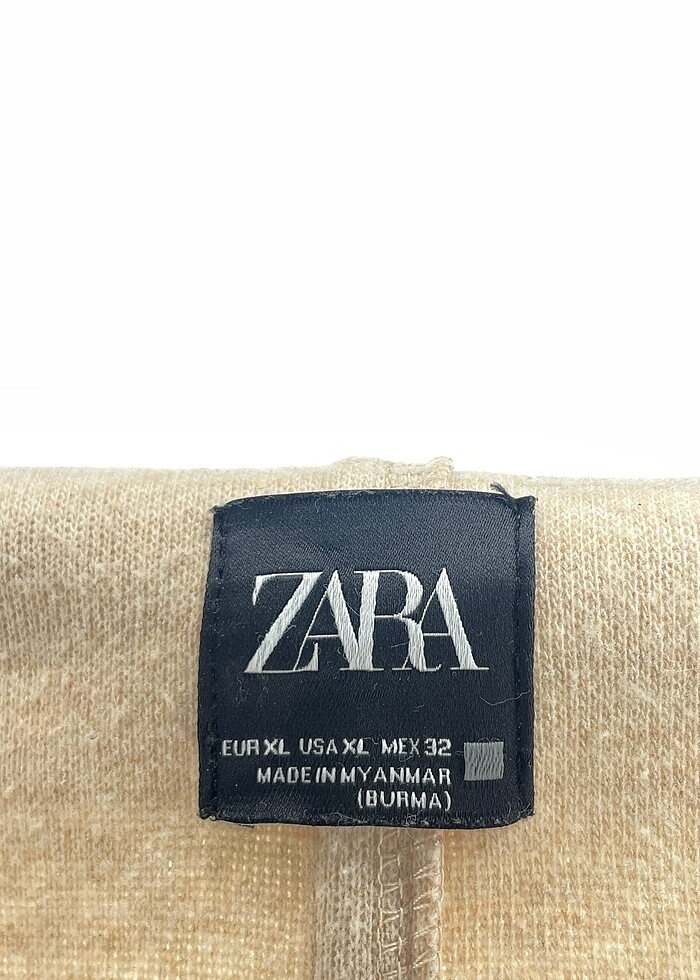 ZARA
EUR XL USA XL MEX 32
MADE IN MYANMAR
(BURMA)